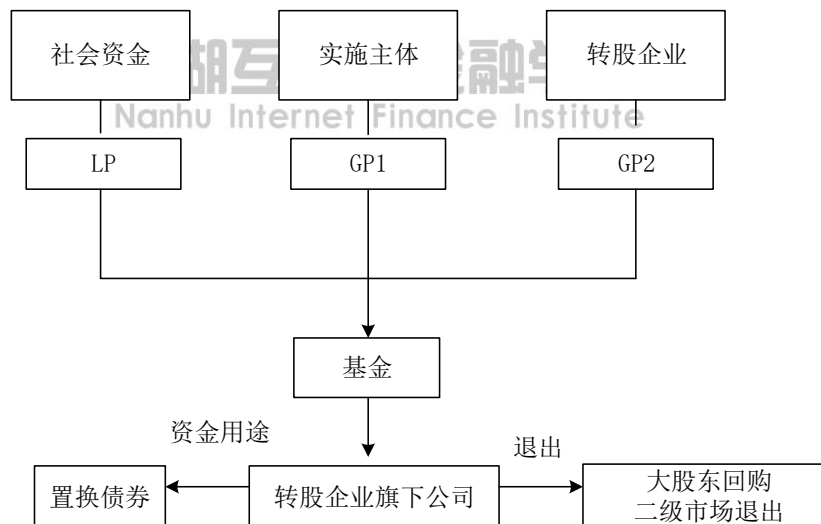 社会资金
实施主体
转股企业
Nanhu Internet Finance Institute
LP
GP1
GP2
基金
资金用途
退出
置换债券
转股企业旗下公司
大股东回购
二级市场退出